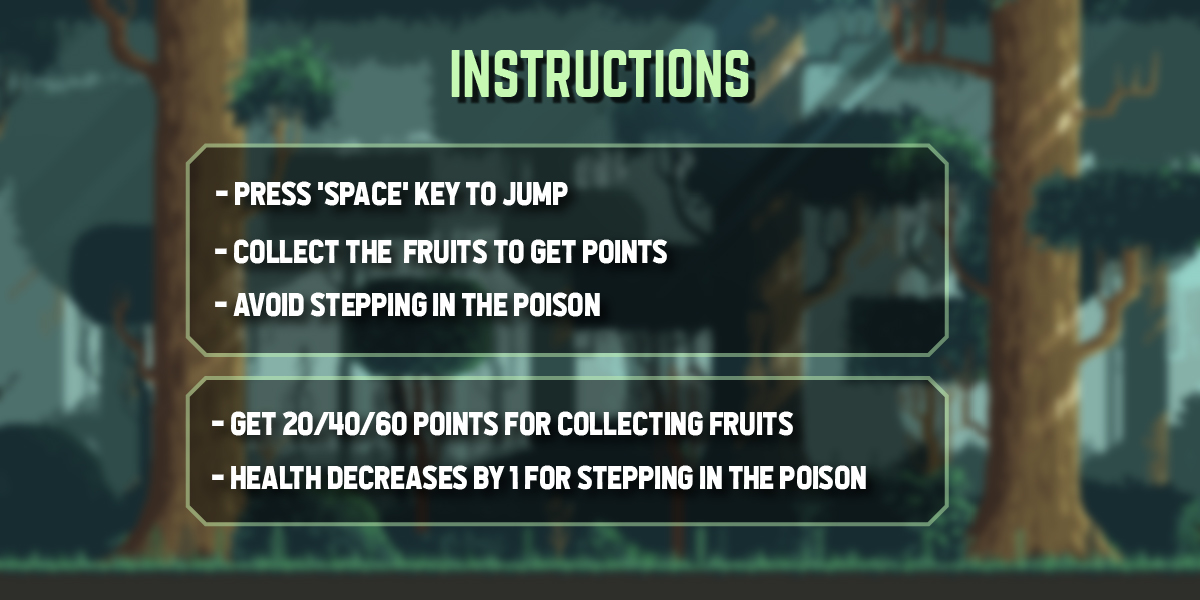 INSTRUCTIONS
- PRESS 'SPACE' KEY TO JUMP
- COLLECT THE FRUITS TO GET POINTS
- AVOID STEPPING IN THE POISON
- GET 20/40/60 POINTS FOR COLLECTING FRUITS
- HEALTH DECREASES BY 1 FOR STEPPING IN THE POISON